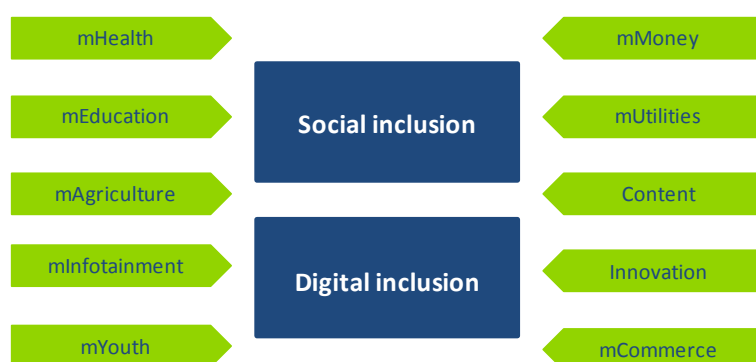 mHealth
mMoney
Social inclusion
mEducation
mUtilities
mAgriculture
Content
mInfotainment
Digital inclusion
Innovation
mYouth
mCommerce